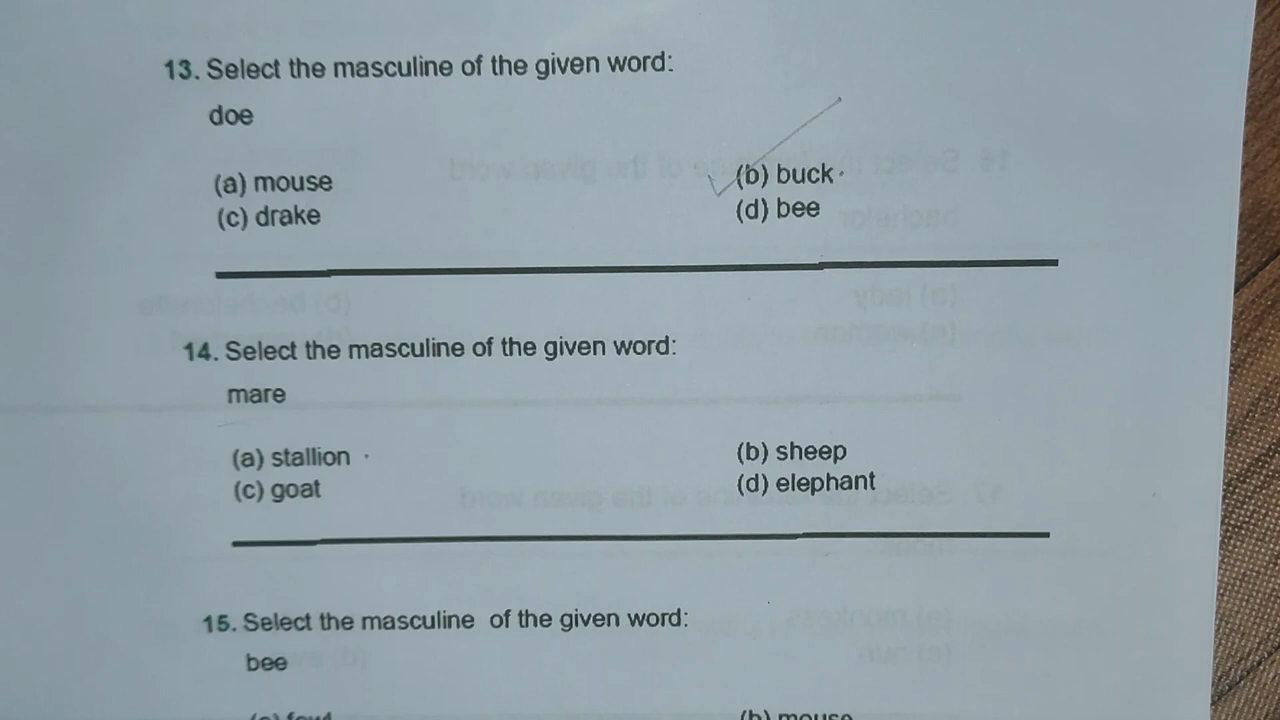 13. Select the masculine of the given word:
doe
(a) mouse (b) buck
(c) drake (d) bee
14. Select the masculine of the given word:
mare
(a) stallion (b) sheep
(c) goat (d) elephant
15. Select the masculine of the given word:
bee
(b) mouse